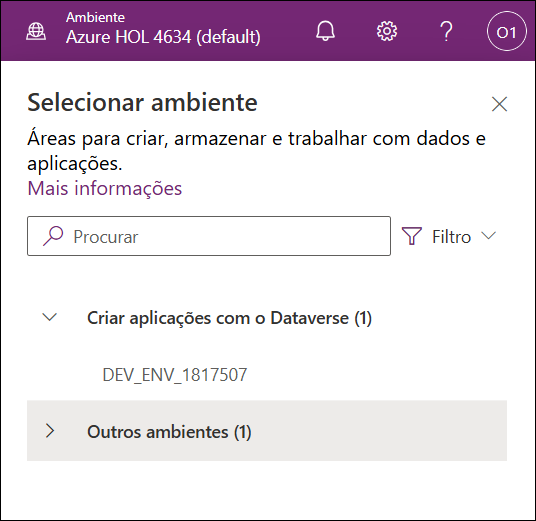 Ambiente
Azure HOL 4634 (default)
?
O1
Selecionar ambiente
Áreas para criar, armazenar e trabalhar com dados e
aplicações.
Mais informações
Procurar
Filtro
Criar aplicações com o Dataverse (1)
DEV_ENV_1817507
Outros ambientes (1)